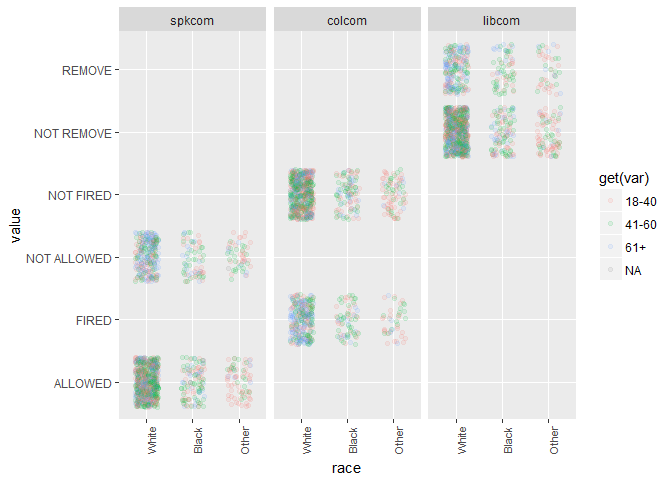 spkcom colcom libcom
REMOVE
NOT REMOVE
NOT FIRED
NOT ALLOWED
FIRED
ALLOWED
value
White Black Other White Black Other White Black Other
race
get(var)
18-40
41-60
61+
NA